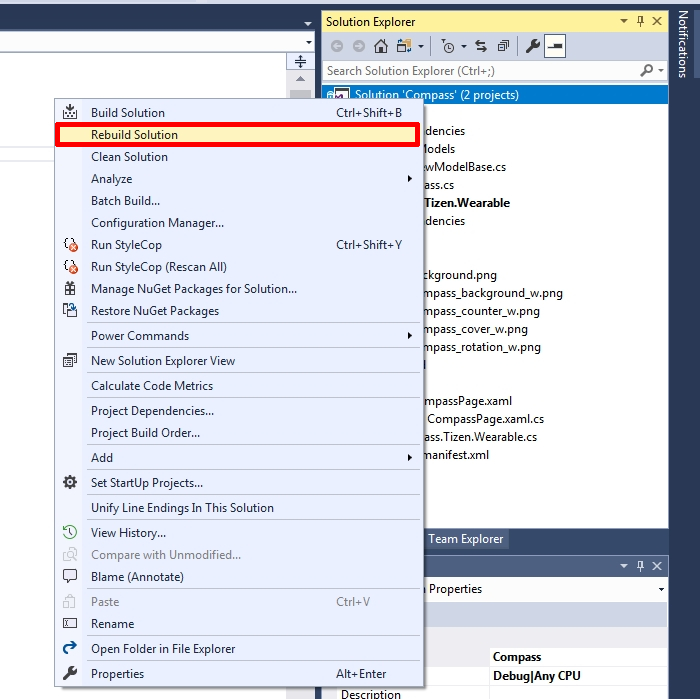 Solution Explorer
Notifications
Search Solution Explorer (Ctrl+;)
Solution 'Compass' (2 projects)
Build Solution Ctrl+Shift+B
Rebuild Solution
Clean Solution
Analyze
Batch Build...
Configuration Manager...
Run StyleCop Ctrl+Shift+Y
Run StyleCop (Rescan All)
Manage NuGet Packages for Solution...
Restore NuGet Packages
Power Commands
New Solution Explorer View
Calculate Code Metrics
Project Dependencies...
Project Build Order...
Add
Set StartUp Projects...
Unify Line Endings In This Solution
View History...
Compare with Unmodified...
Blame (Annotate)
Paste Ctrl+V
Rename
Open Folder in File Explorer
Properties Alt+Enter
dencies
odels
wModelBase.cs
ass.cs
Tizen.Wearable
dencies
ckground.png
mpass_background_w.png
mpass_counter_w.png
mpass_cover_w.png
mpass_rotation_w.png
mpassPage.xaml
CompassPage.xaml.cs
ass.Tizen.Wearable.cs
manifest.xml
Team Explorer
Properties
Compass
Debug|Any CPU
Description